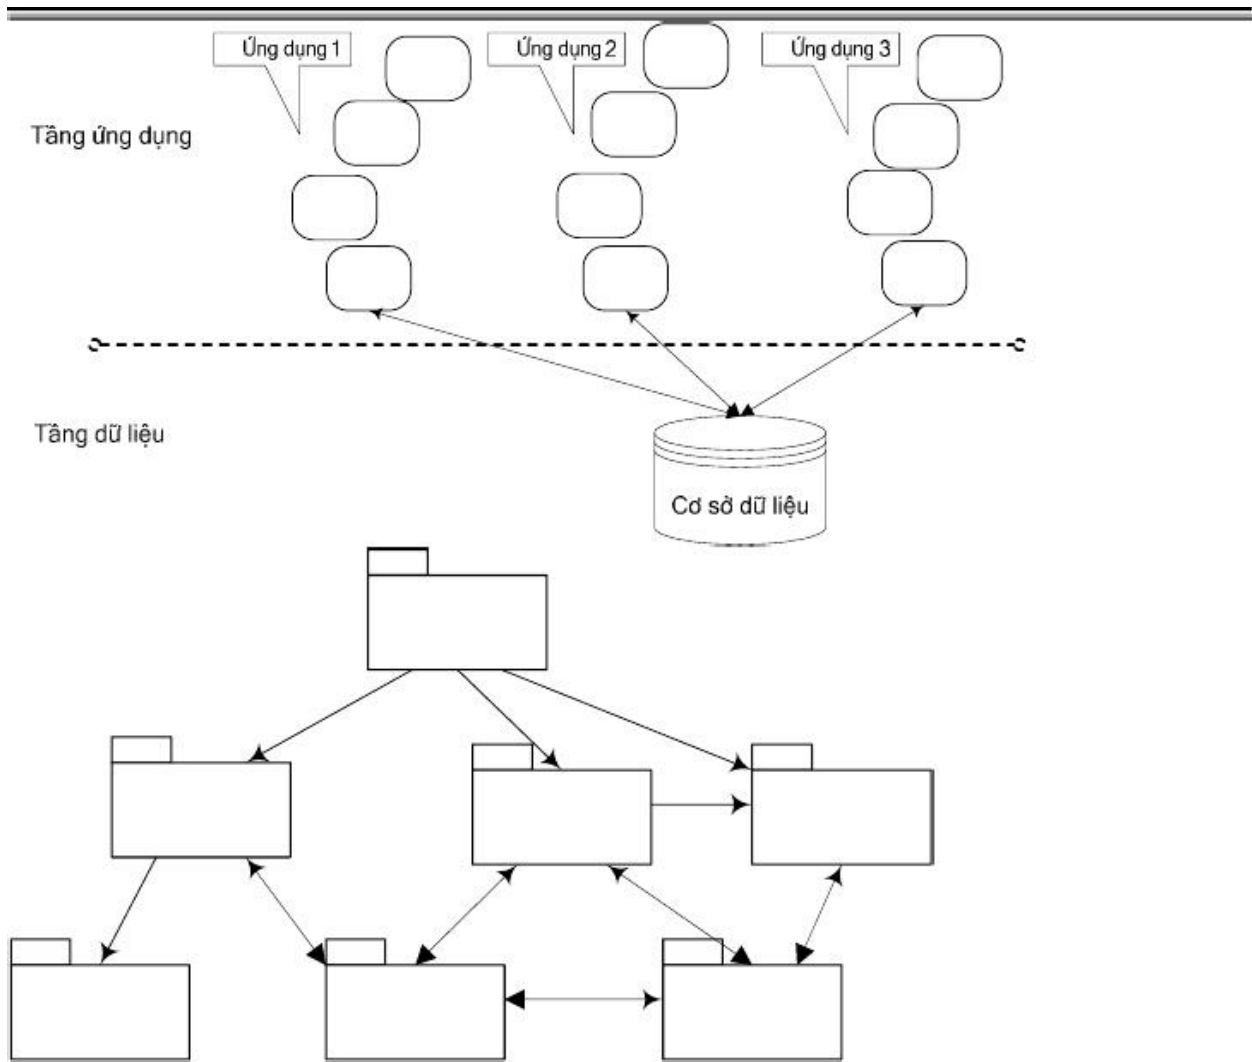 Ứng dụng 1
Ứng dụng 2
Ứng dụng 3
Tầng ứng dụng
Tầng dữ liệu
Cơ sở dữ liệu